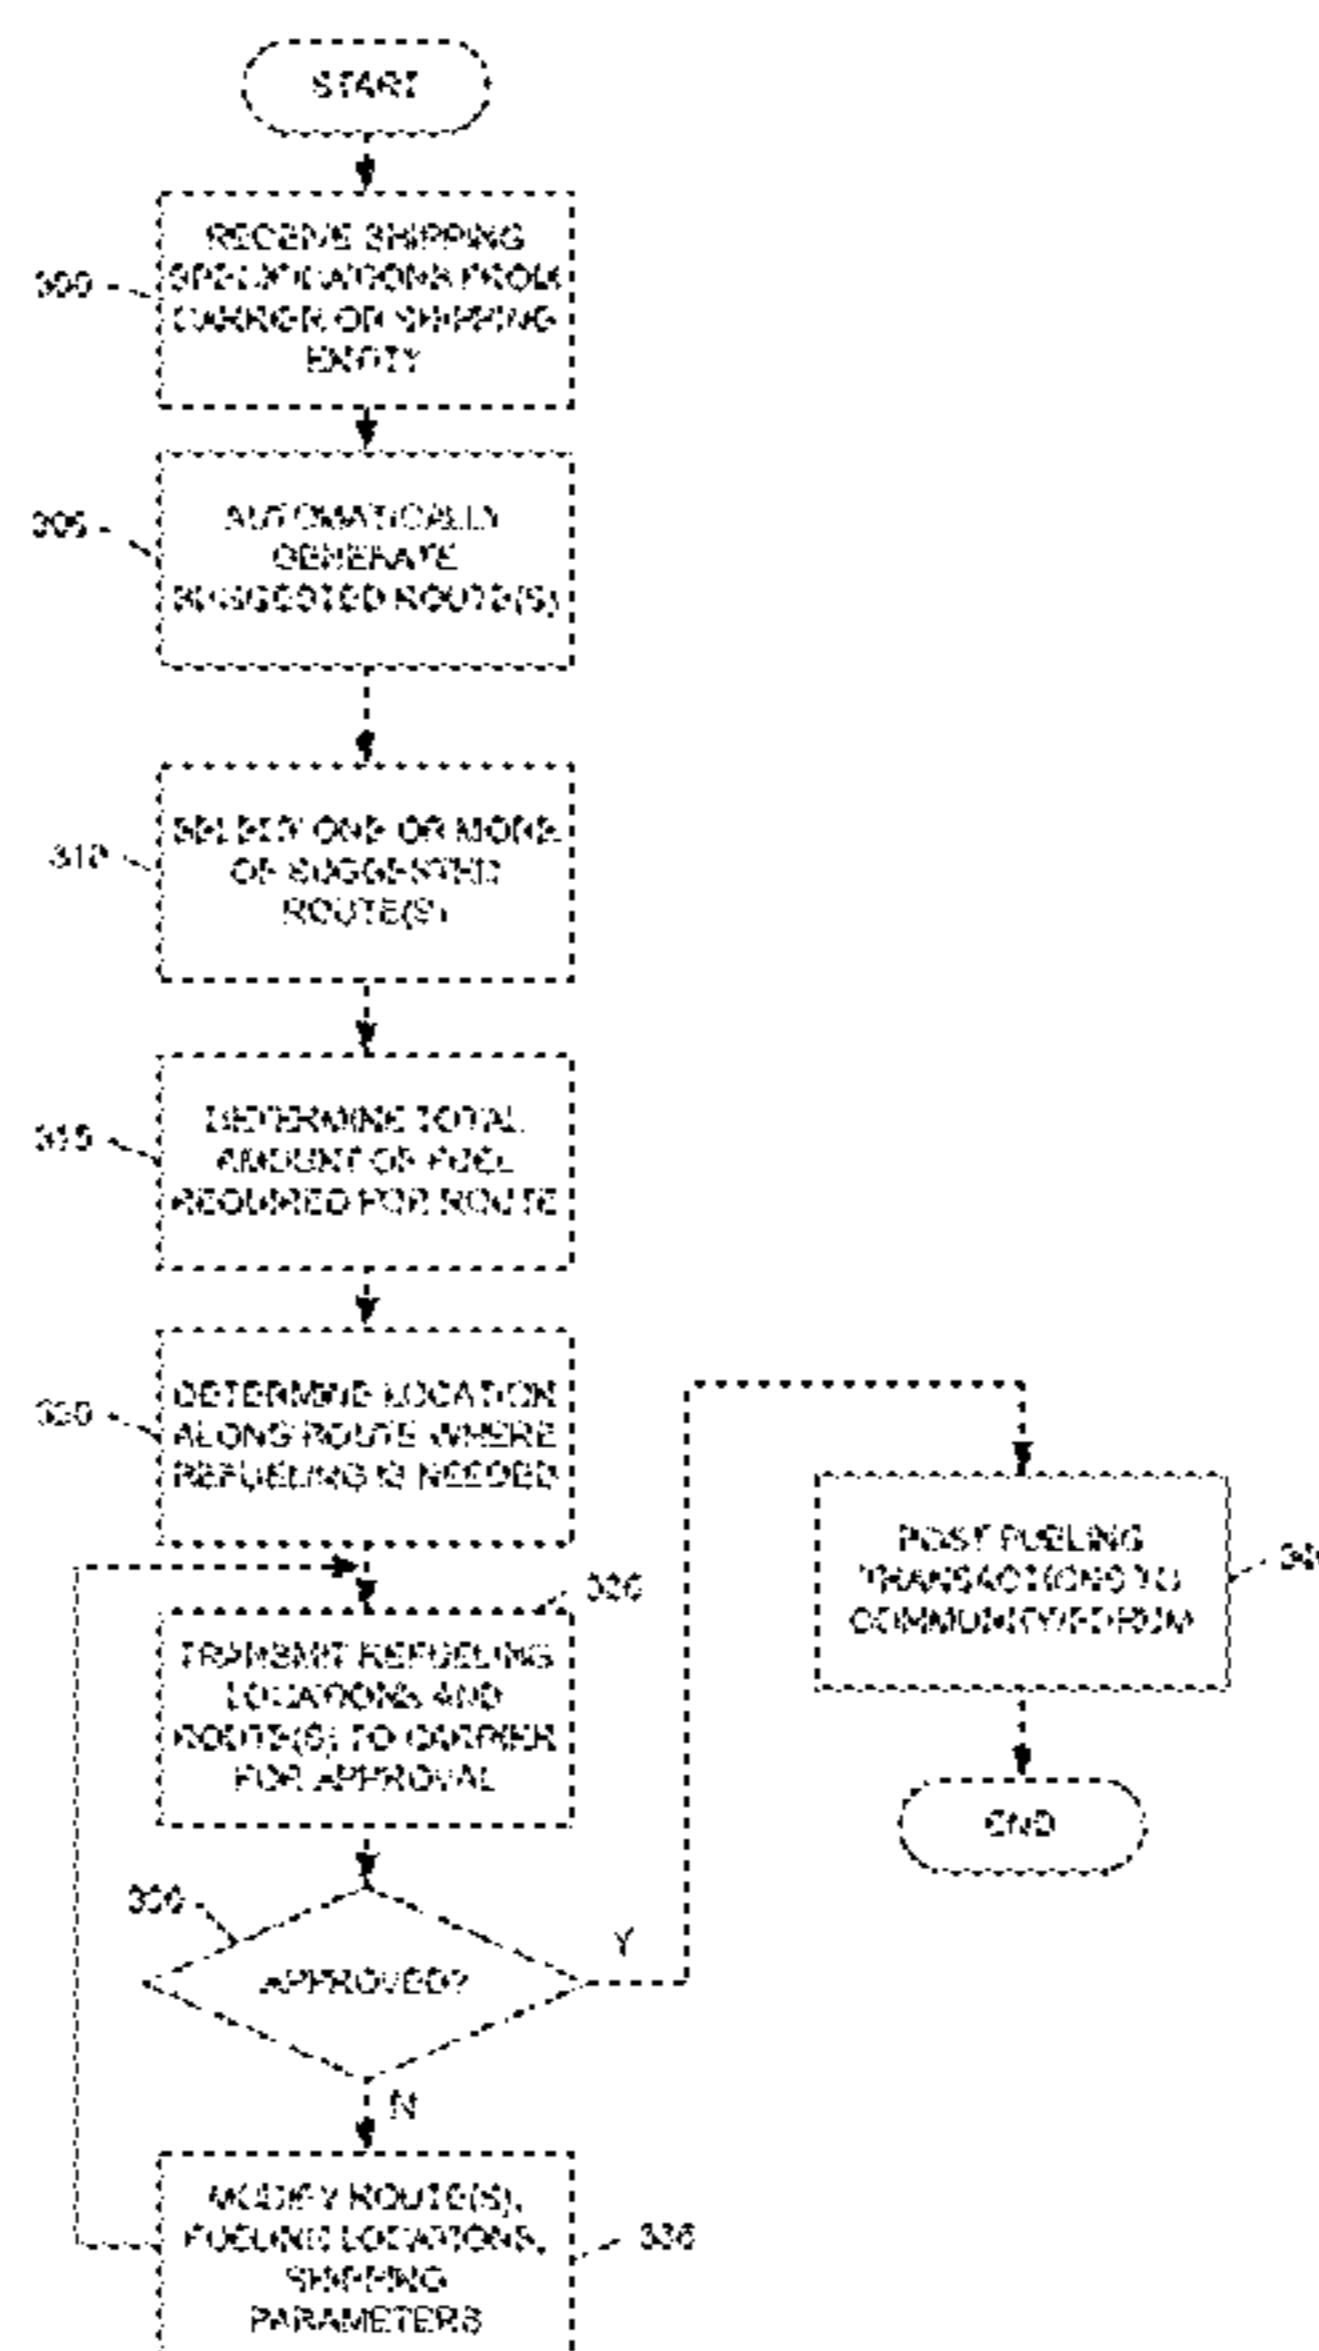 START
300
RECEIVE SHIPPING
SPECIFICATIONS FROM
CARRIER OR SHIPPING
ENTITY
305
AUTOMATICALLY
GENERATE
SUGGESTED ROUTE(S)
310
SELECT ONE OR MORE
OF SUGGESTED
ROUTE(S)
315
DETERMINE TOTAL
AMOUNT OF FUEL
REQUIRED FOR ROUTE
320
DETERMINE LOCATION
ALONG ROUTE WHERE
REFUELING IS NEEDED
TRANSMIT REFUELING
LOCATIONS AND
ROUTE(S) TO CARRIER
FOR APPROVAL
330
APPROVED?
Y
N
MODIFY ROUTE(S),
FUELING LOCATIONS,
SHIPPING
PARAMETERS
POST FUELING
TRANSACTIONS TO
COMMUNITY/FORUM
END